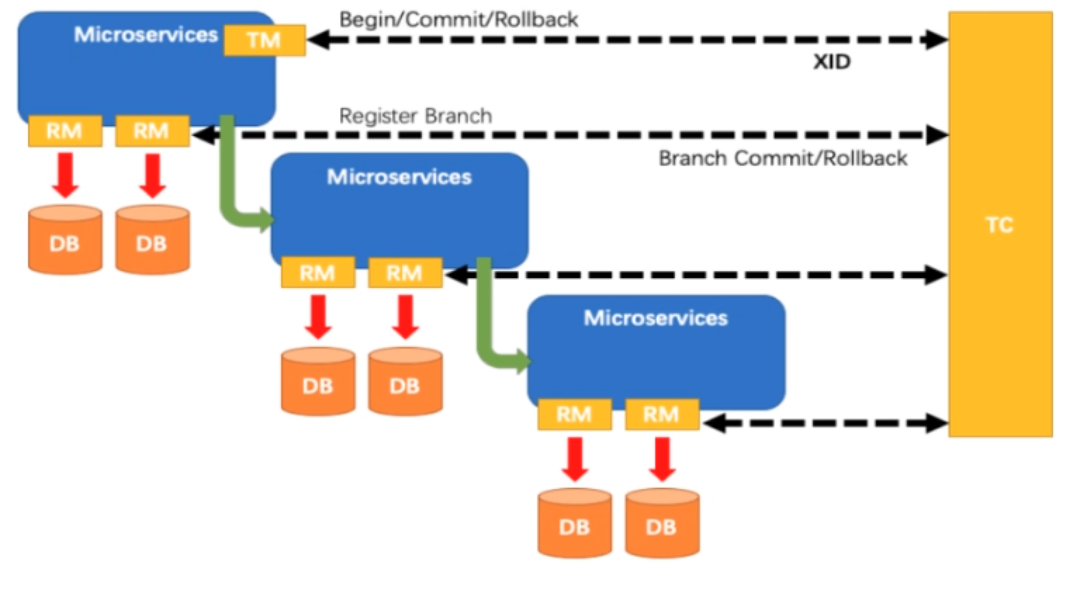 Begin/Commit/Rollback
Microservices
TM
XID
Register Branch
RM
RM
Branch Commit/Rollback
Microservices
TC
DB
DB
RM
RM
Microservices
DB
DB
RM
RM
DB
DB